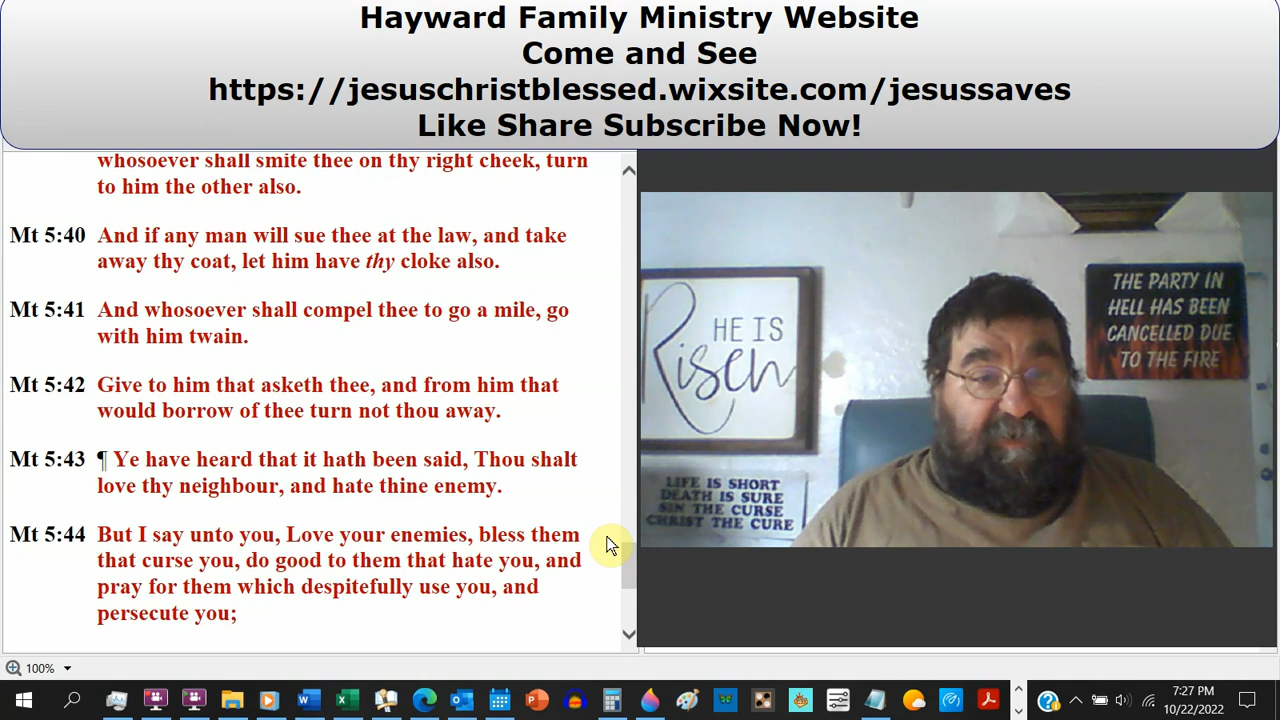 Hayward Family Ministry Website
Come and See
https://jesuschristblessed.wixsite.com/jesussaves
Like Share Subscribe Now!
whosoever shall smite thee on thy right cheek, turn
to him the other also.
Mt 5:40 And if any man will sue thee at the law, and take
away thy coat, let him have thy cloke also.
Mt 5:41 And whosoever shall compel thee to go a mile, go
with him twain.
Mt 5:42 Give to him that asketh thee, and from him that
would borrow of thee turn not thou away.
Mt 5:43 ¶ Ye have heard that it hath been said, Thou shalt
love thy neighbour, and hate thine enemy.
Mt 5:44 But I say unto you, Love your enemies, bless them
that curse you, do good to them that hate you, and
pray for them which despitefully use you, and
persecute you;
HE IS
Risen
LIFE IS SHORT
DEATH IS SURE
SIN THE CURSE
CHRIST THE CURE
THE PARTY IN
HELL HAS BEEN
CANCELLED DUE
TO THE FIRE
100%
7:27 PM
10/22/2022